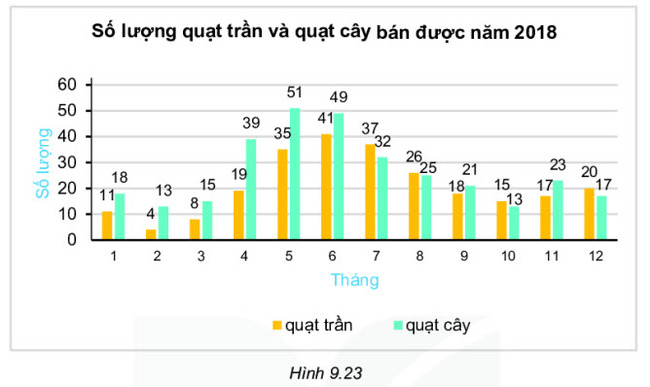 Số lượng quạt trần và quạt cây bán được năm 2018
Số lượng
60
50
40
30
20
10
0
11 18 4 13 8 15 19 39 35 51 41 49 37 32 26 25 18 21 15 13 17 23 20 17
1 2 3 4 5 6 7 8 9 10 11 12
Tháng
quạt trần quạt cây
Hình 9.23